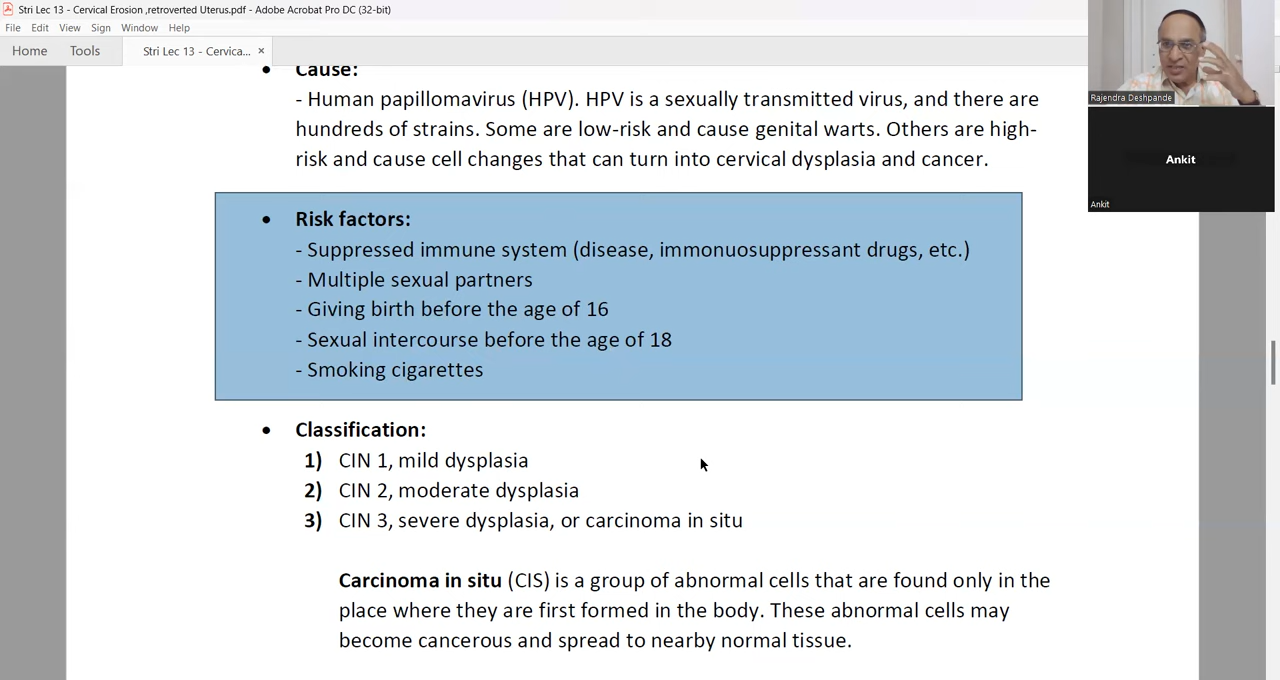 Stri Lec 13 - Cervical Erosion ,retroverted Uterus.pdf - Adobe Acrobat Pro DC (32-bit)
File Edit View Sign Window Help
Home Tools Stri Lec 13 - Cervica... ×
• Cause:
- Human papillomavirus (HPV). HPV is a sexually transmitted virus, and there are
hundreds of strains. Some are low-risk and cause genital warts. Others are high-
risk and cause cell changes that can turn into cervical dysplasia and cancer.
• Risk factors:
- Suppressed immune system (disease, immonuosuppressant drugs, etc.)
- Multiple sexual partners
- Giving birth before the age of 16
- Sexual intercourse before the age of 18
- Smoking cigarettes
• Classification:
1) CIN 1, mild dysplasia
2) CIN 2, moderate dysplasia
3) CIN 3, severe dysplasia, or carcinoma in situ
Carcinoma in situ (CIS) is a group of abnormal cells that are found only in the
place where they are first formed in the body. These abnormal cells may
become cancerous and spread to nearby normal tissue.
Rajendra Deshpande
Ankit
Ankit